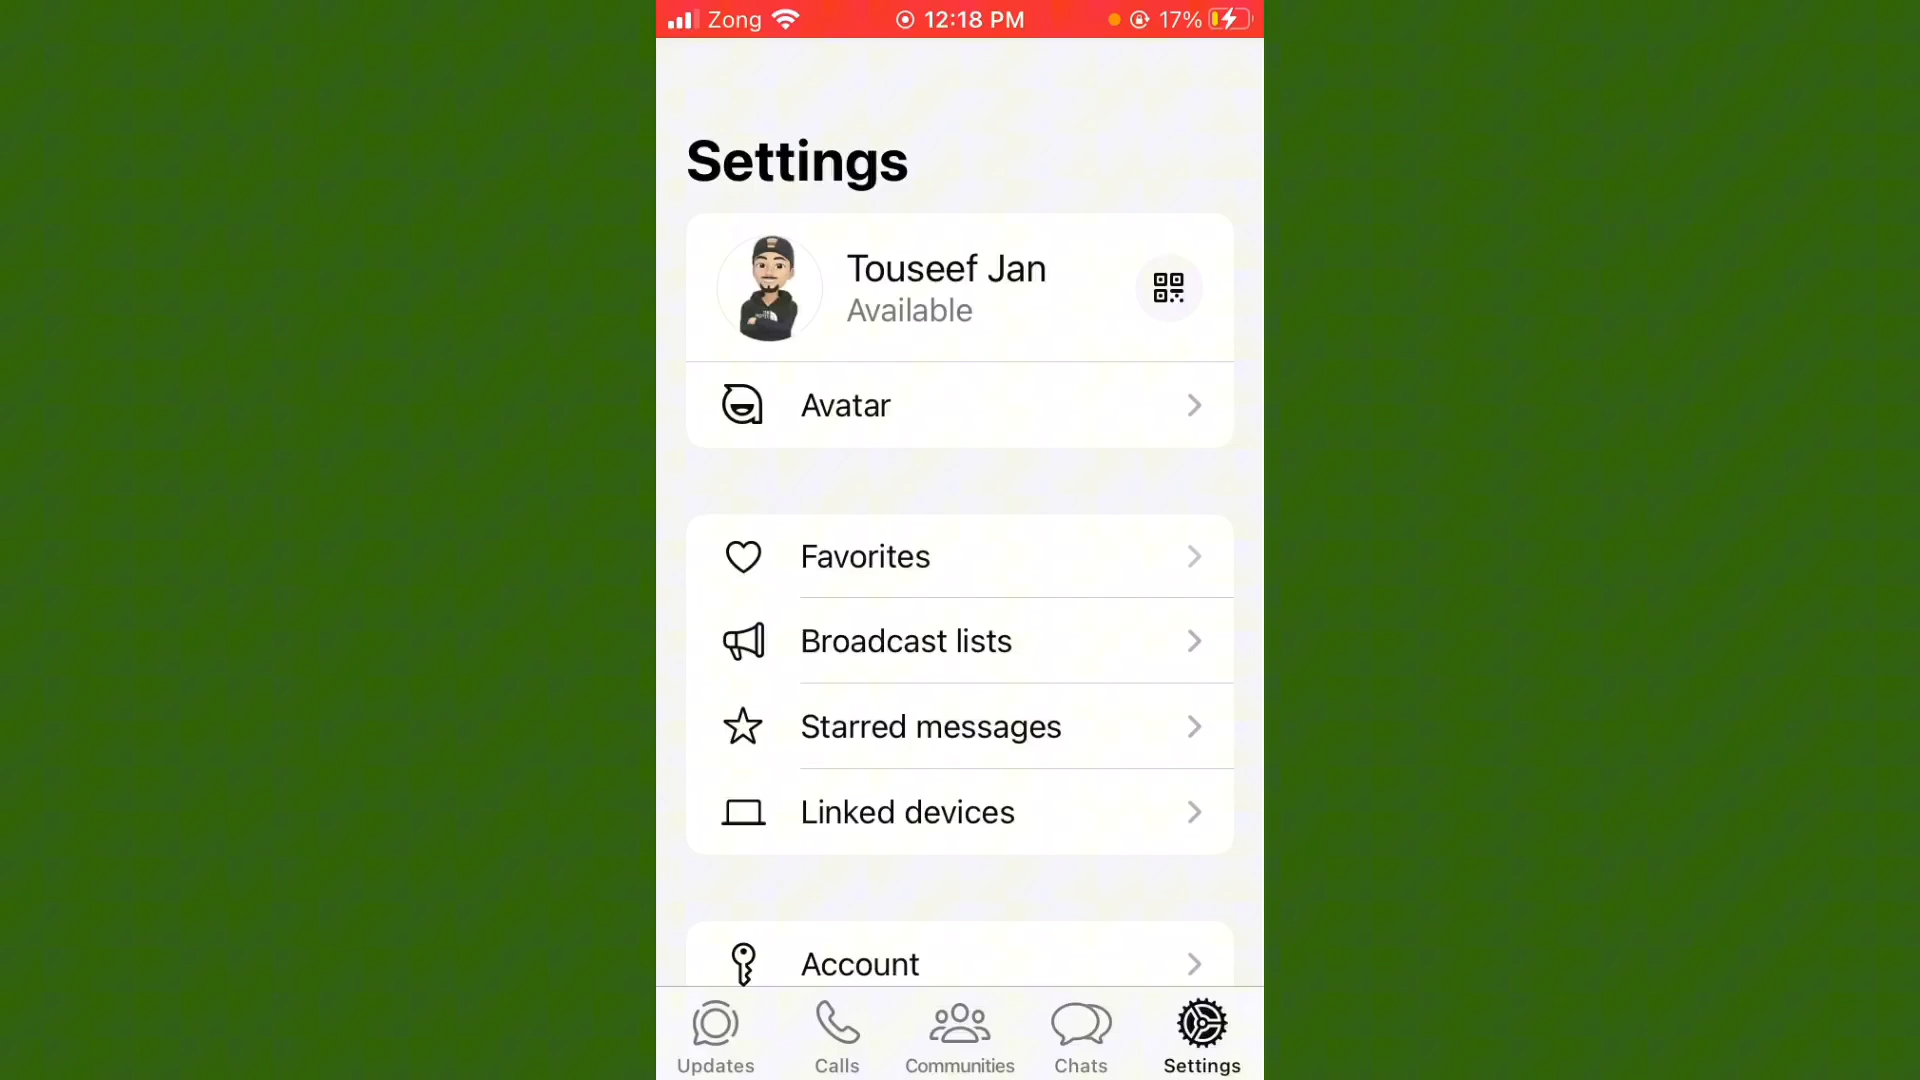 Zong 12:18 PM 17%
Settings
Touseef Jan
Available
Avatar
Favorites
Broadcast lists
Starred messages
Linked devices
Account
Updates Calls Communities Chats Settings